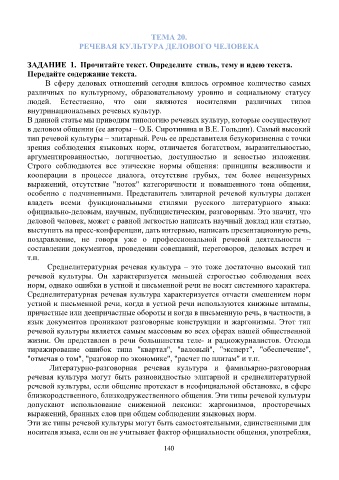 ТЕМА 20.
РЕЧЕВАЯ КУЛЬТУРА ДЕЛОВОГО ЧЕЛОВЕКА
ЗАДАНИЕ 1. Прочитайте текст. Определите стиль, тему и идею текста.
Передайте содержание текста.
В сферу деловых отношений сегодня влилось огромное количество самых
различных по культурному, образовательному уровню и социальному статусу
людей. Естественно, что они являются носителями различных типов
внутринациональных речевых культур.
В данной статье мы приводим типологию речевых культур, которые сосуществуют
в деловом общении (ее авторы – О.Б. Сиротинина и В.Е. Гольдин). Самый высокий
тип речевой культуры – элитарный. Речь ее представителя безукоризненна с точки
зрения соблюдения языковых норм, отличается богатством, выразительностью,
аргументированностью, логичностью, доступностью и ясностью изложения.
Строго соблюдаются все этические нормы общения: принципы вежливости и
кооперации в процессе диалога, отсутствие грубых, тем более нецензурных
выражений, отсутствие "ноток" категоричности и повышенного тона общения,
особенно с подчиненными. Представитель элитарной речевой культуры должен
владеть всеми функциональными стилями русского литературного языка:
официально-деловым, научным, публицистическим, разговорным. Это значит, что
деловой человек, может с равной легкостью написать научный доклад или статью,
выступить на пресс-конференции, дать интервью, написать презентационную речь,
поздравление, не говоря уже о профессиональной речевой деятельности –
составлении документов, проведении совещаний, переговоров, деловых встреч и
т.п.
Среднелитературная речевая культура – это тоже достаточно высокий тип
речевой культуры. Он характеризуется меньшей строгостью соблюдения всех
норм, однако ошибки в устной и письменной речи не носят системного характера.
Среднелитературная речевая культура характеризуется отчасти смешением норм
устной и письменной речи, когда в устной речи используются книжные штампы,
причастные или деепричастные обороты и когда в письменную речь, в частности, в
язык документов проникают разговорные конструкции и жаргонизмы. Этот тип
речевой культуры является самым массовым во всех сферах нашей общественной
жизни. Он представлен в речи большинства теле- и радиожурналистов. Отсюда
тиражирование ошибок типа "квартал", "валовый", "эксперт", "обеспечение",
"отмечая о том", "разговор по экономике", "расчет по плитам" и т.п.
Литературно-разговорная речевая культура и фамильярно-разговорная
речевая культура могут быть разновидностью элитарной и среднелитературной
речевой культуры, если общение протекает в неофициальной обстановке, в сфере
близкородственного, близкодружественного общения. Эти типы речевой культуры
допускают использование сниженной лексики: жаргонизмов, просторечных
выражений, бранных слов при общем соблюдении языковых норм.
Эти же типы речевой культуры могут быть самостоятельными, единственными для
носителя языка, если он не учитывает фактор официальности общения, употребляя,
140